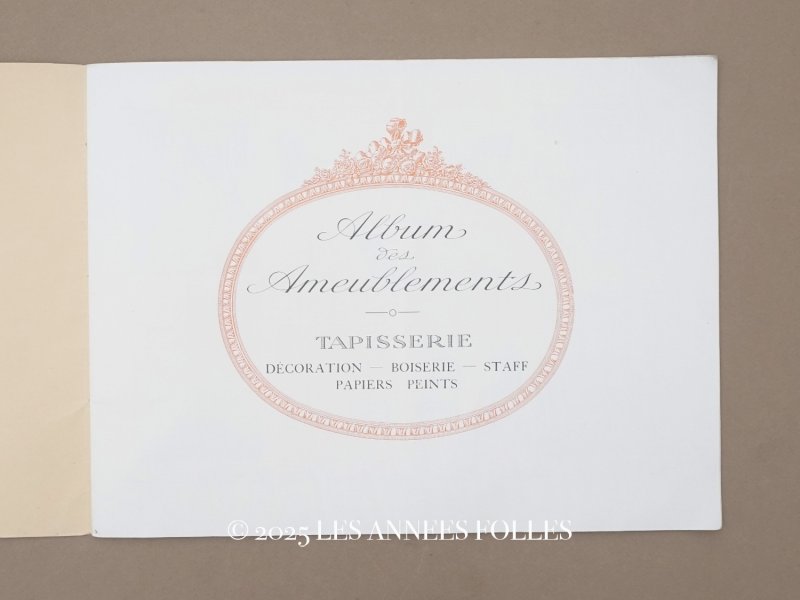 Album
des
Ameublements
TAPISSERIE
DÉCORATION — BOISERIE — STAFF
PAPIERS PEINTS
© 2025 LES ANNEES FOLLES